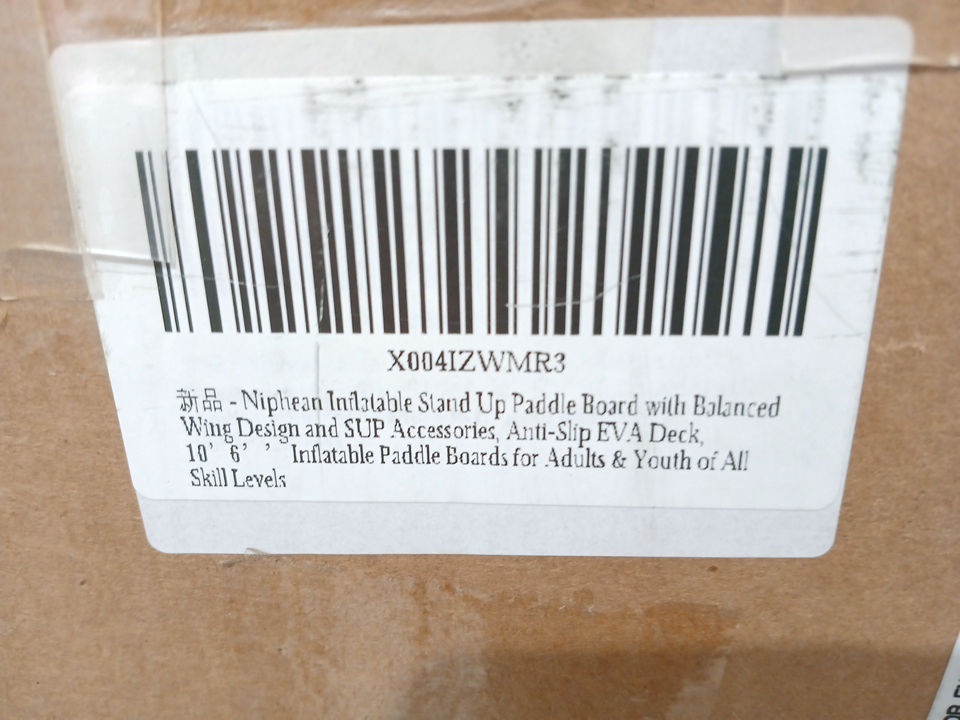 X004IZWMR3
新品 - Niphean Inflatable Stand Up Paddle Board with Balanced
Wing Design and SUP Accessories, Anti-Slip EVA Deck,
10' 6' ' Inflatable Paddle Boards for Adults & Youth of All
Skill Levels